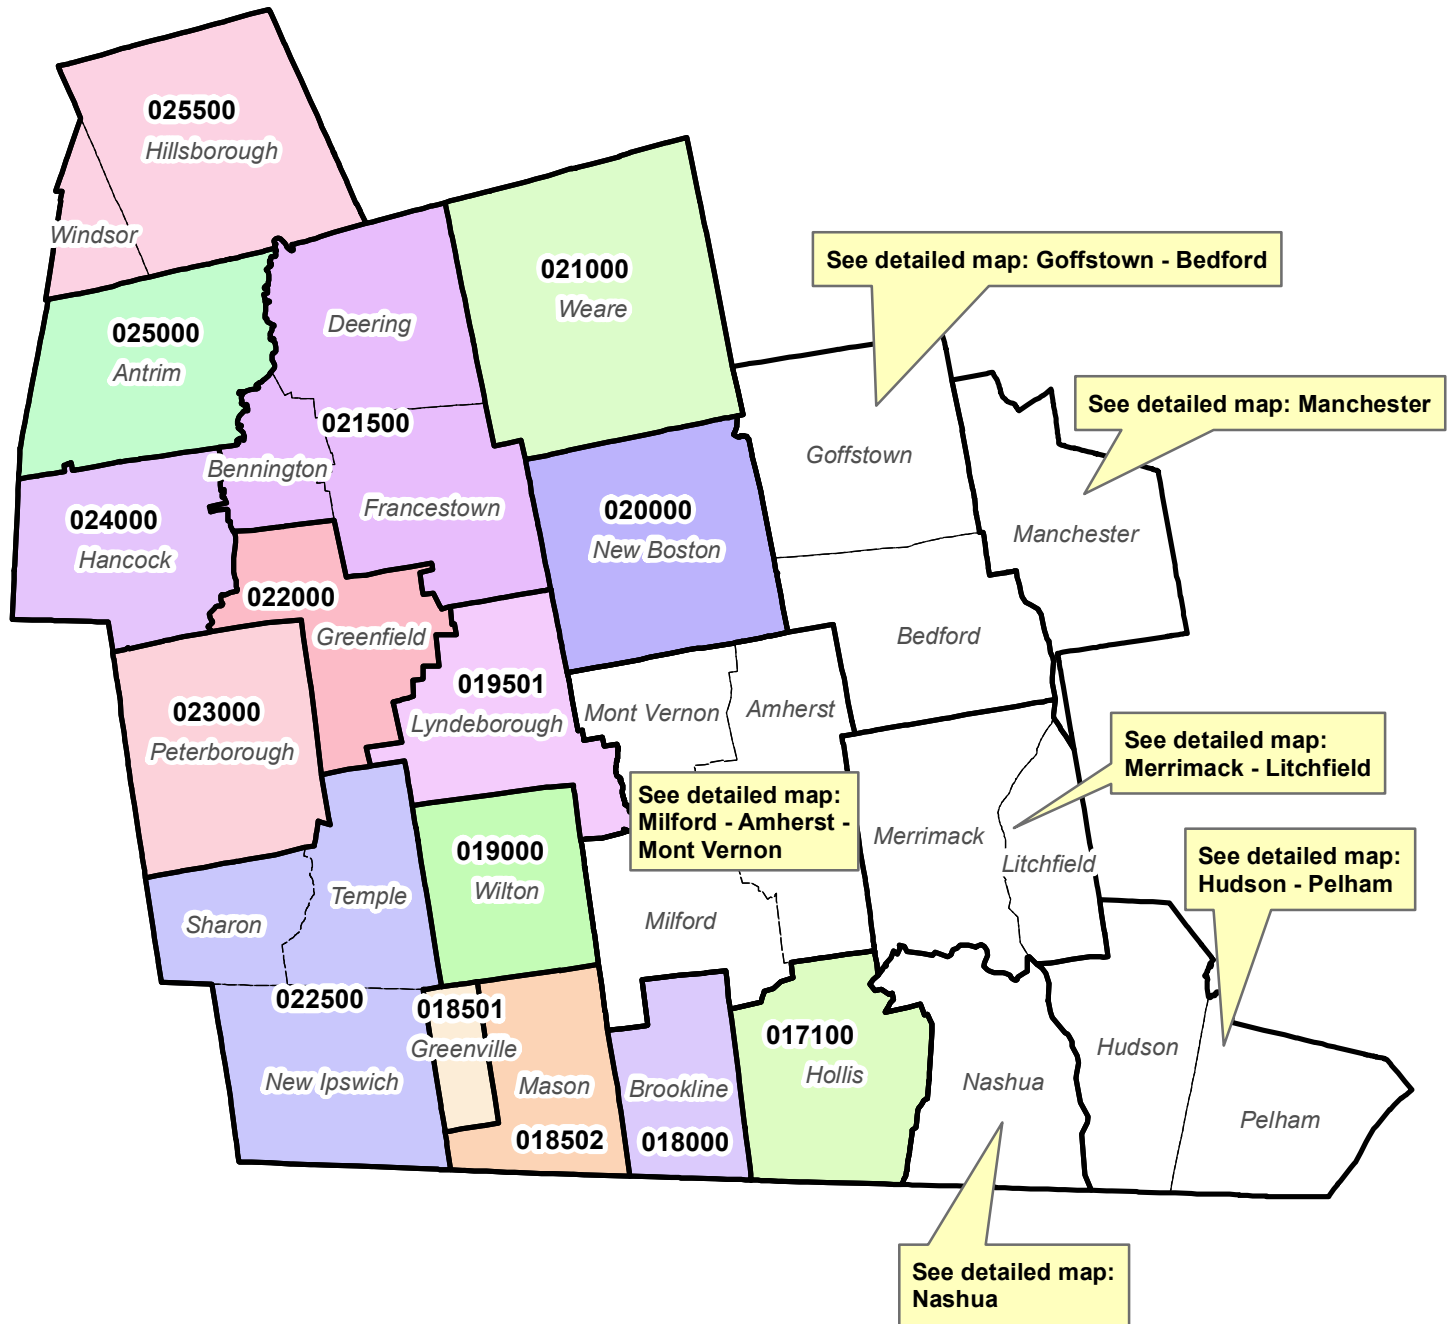 025500
Hillsborough
Windsor
021000
Weare
See detailed map: Goffstown - Bedford
025000
Antrim
Deering
See detailed map: Manchester
021500
Bennington
Francestown
Goffstown
024000
Hancock
020000
New Boston
Manchester
022000
Greenfield
Bedford
019501
Lyndeborough
023000
Peterborough
Mont Vernon
Amherst
See detailed map:
Merrimack - Litchfield
See detailed map:
Milford - Amherst -
Mont Vernon
Merrimack
Litchfield
See detailed map:
Hudson - Pelham
019000
Wilton
Temple
Sharon
Milford
022500
018501
Greenville
New Ipswich
Mason
018502
Brookline
018000
017100
Hollis
Nashua
Hudson
Pelham
See detailed map:
Nashua